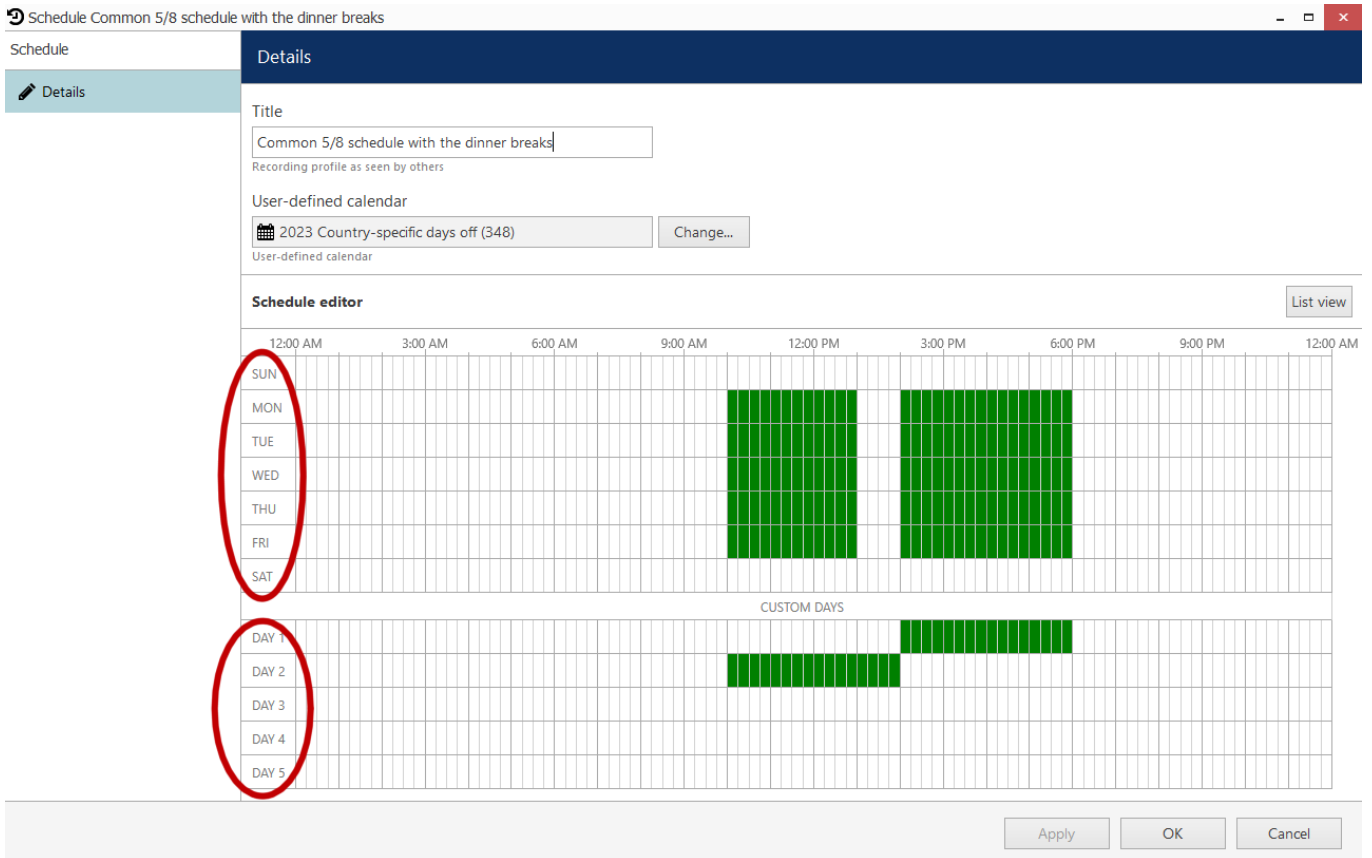 Schedule Common 5/8 schedule with the dinner breaks
Schedule
Details
Details
Title
Common 5/8 schedule with the dinner breaks
Recording profile as seen by others
User-defined calendar
2023 Country-specific days off (348)
Change...
User-defined calendar
Schedule editor
List view
12:00 AM 3:00 AM 6:00 AM 9:00 AM 12:00 PM 3:00 PM 6:00 PM 9:00 PM 12:00 AM
SUN
MON
TUE
WED
THU
FRI
SAT
CUSTOM DAYS
DAY 1
DAY 2
DAY 3
DAY 4
DAY 5
Apply OK Cancel